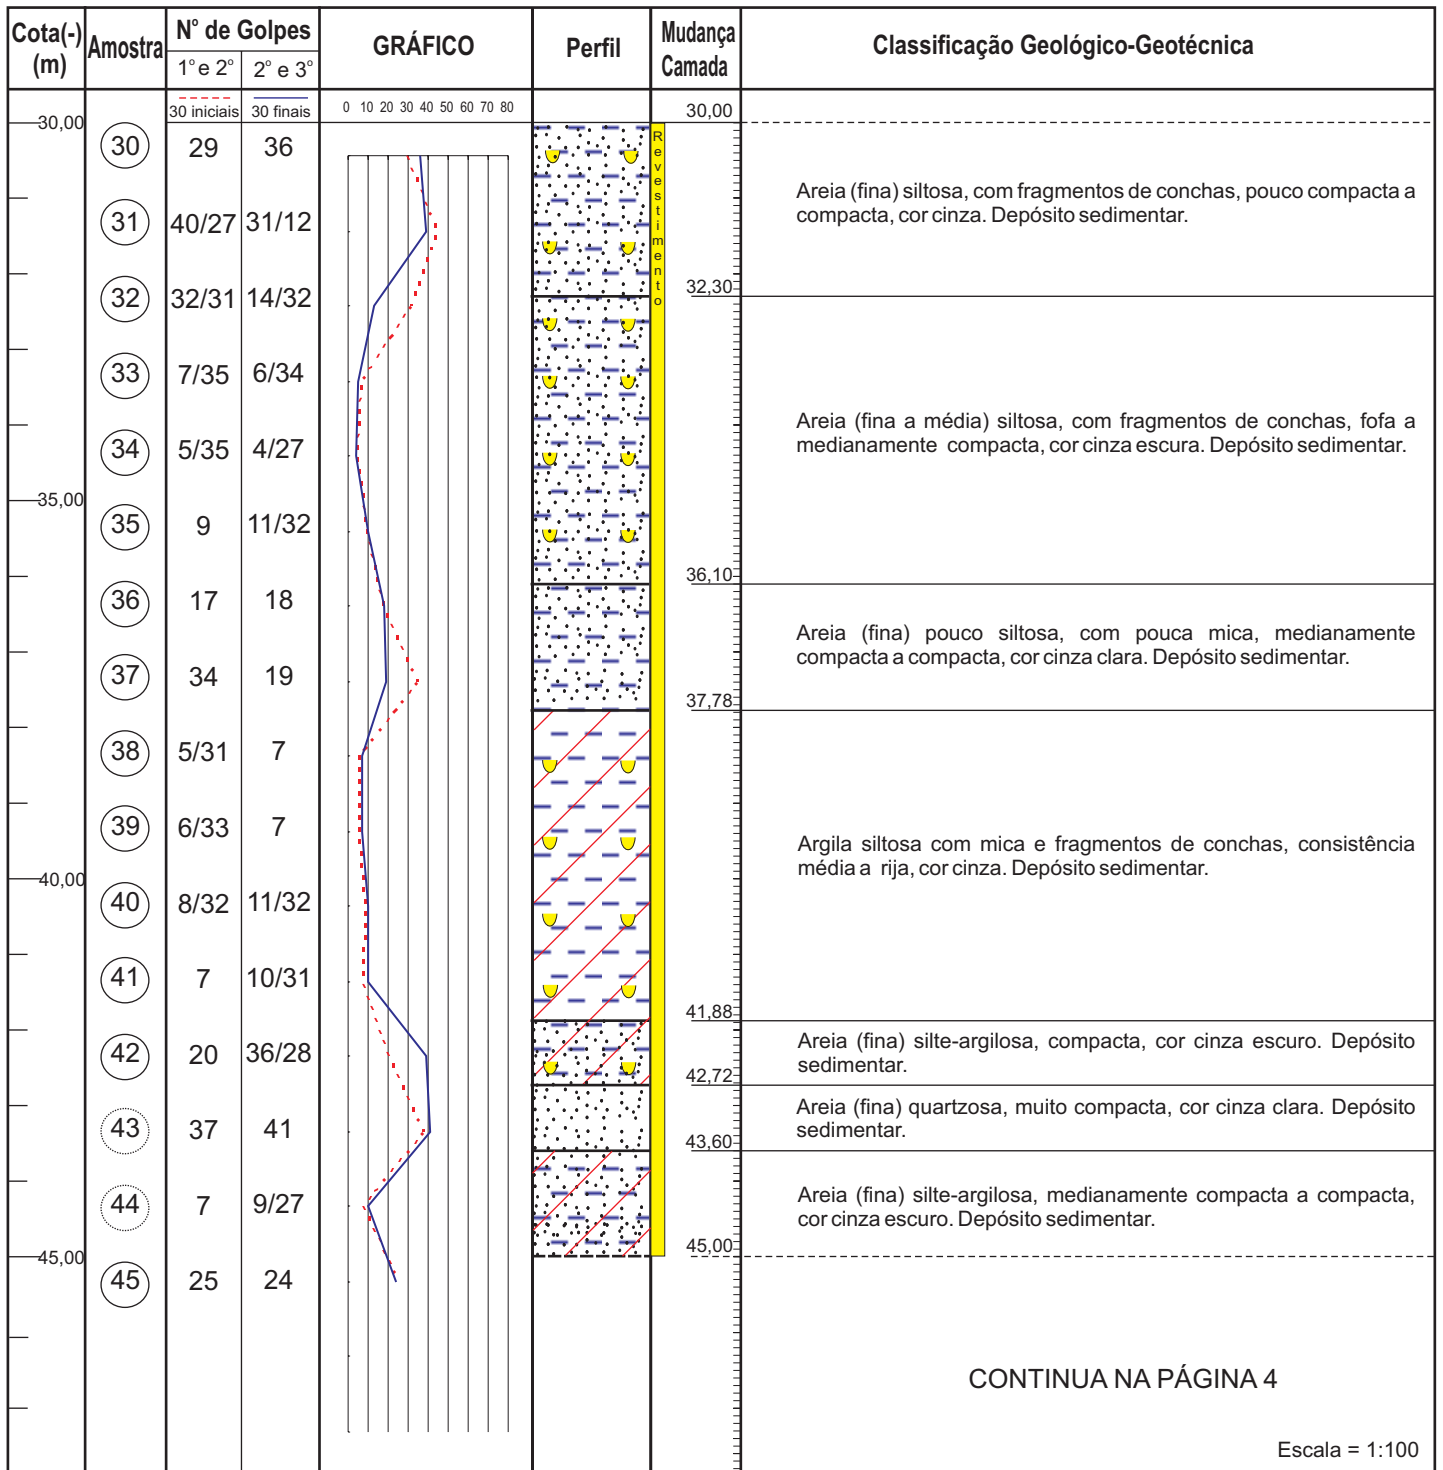 Cota(-) (m) Amostra N° de Golpes GRÁFICO Perfil Mudança Camada Classificação Geológico-Geotécnica
1° e 2° 2° e 3°
30 iniciais 30 finais 0 10 20 30 40 50 60 70 80 30,00
30,00
30 29 36
Revestimento
Areia (fina) siltosa, com fragmentos de conchas, pouco compacta a
compacta, cor cinza. Depósito sedimentar.
31 40/27 31/12
32,30
32 32/31 14/32
33 7/35 6/34
Areia (fina a média) siltosa, com fragmentos de conchas, fofa a
medianamente compacta, cor cinza escura. Depósito sedimentar.
34 5/35 4/27
35,00
35 9 11/32
36,10
36 17 18
Areia (fina) pouco siltosa, com pouca mica, medianamente
compacta a compacta, cor cinza clara. Depósito sedimentar.
37 34 19
37,78
38 5/31 7
39 6/33 7
Argila siltosa com mica e fragmentos de conchas, consistência
média a rija, cor cinza. Depósito sedimentar.
40,00
40 8/32 11/32
41 7 10/31
41,88
Areia (fina) silte-argilosa, compacta, cor cinza escuro. Depósito
sedimentar.
42 20 36/28
42,72
Areia (fina) quartzosa, muito compacta, cor cinza clara. Depósito
sedimentar.
43 37 41
43,60
Areia (fina) silte-argilosa, medianamente compacta a compacta,
cor cinza escuro. Depósito sedimentar.
44 7 9/27
45,00
45,00
45 25 24
CONTINUA NA PÁGINA 4
Escala = 1:100